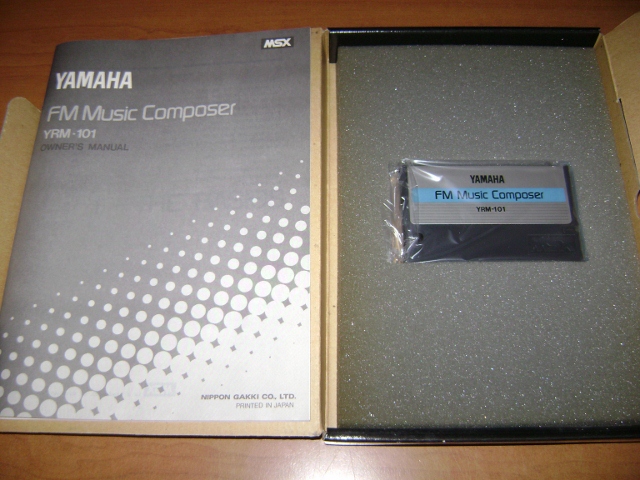 MSX
YAMAHA
FM Music Composer
YRM-101
OWNER'S MANUAL
NIPPON GAKKI CO., LTD.
PRINTED IN JAPAN
YAMAHA
FM Music Composer
YRM-101